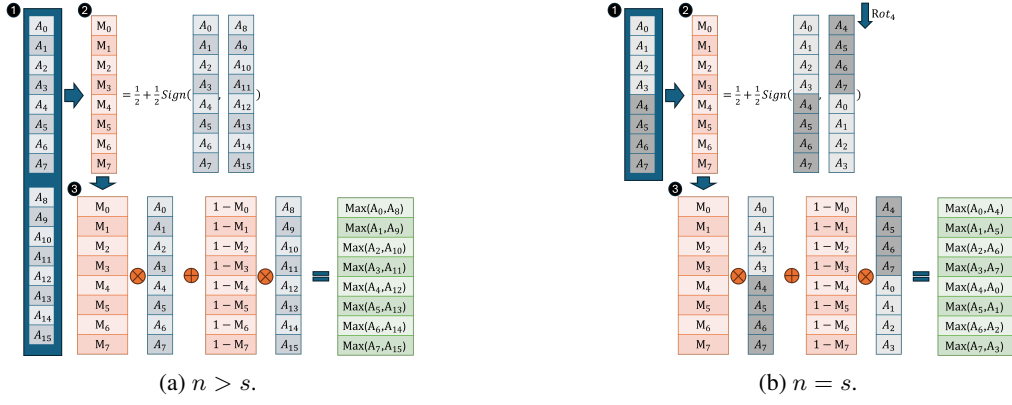 1
A₀
A₁
A₂
A₃
A₄
A₅
A₆
A₇
A₈
A₉
A₁₀
A₁₁
A₁₂
A₁₃
A₁₄
A₁₅
2
M₀
M₁
M₂
M₃
M₄
M₅
M₆
M₇
= 1/2 + 1/2 Sign( , )
A₀ A₈
A₁ A₉
A₂ A₁₀
A₃ A₁₁
A₄ A₁₂
A₅ A₁₃
A₆ A₁₄
A₇ A₁₅
3
M₀ A₀ 1 − M₀ A₈ Max(A₀,A₈)
M₁ A₁ 1 − M₁ A₉ Max(A₁,A₉)
M₂ A₂ 1 − M₂ A₁₀ Max(A₂,A₁₀)
M₃ A₃ 1 − M₃ A₁₁ Max(A₃,A₁₁)
M₄ ⊗ A₄ ⊕ 1 − M₄ ⊗ A₁₂ = Max(A₄,A₁₂)
M₅ A₅ 1 − M₅ A₁₃ Max(A₅,A₁₃)
M₆ A₆ 1 − M₆ A₁₄ Max(A₆,A₁₄)
M₇ A₇ 1 − M₇ A₁₅ Max(A₇,A₁₅)
(a) n > s.
1
A₀
A₁
A₂
A₃
A₄
A₅
A₆
A₇
2
M₀
M₁
M₂
M₃
M₄
M₅
M₆
M₇
= 1/2 + 1/2 Sign( , )
A₀ A₄
A₁ A₅
A₂ A₆
A₃ A₇
A₄ A₀
A₅ A₁
A₆ A₂
A₇ A₃
Rot₄
3
M₀ A₀ 1 − M₀ A₄ Max(A₀,A₄)
M₁ A₁ 1 − M₁ A₅ Max(A₁,A₅)
M₂ A₂ 1 − M₂ A₆ Max(A₂,A₆)
M₃ A₃ 1 − M₃ A₇ Max(A₃,A₇)
M₄ ⊗ A₄ ⊕ 1 − M₄ ⊗ A₀ = Max(A₄,A₀)
M₅ A₅ 1 − M₅ A₁ Max(A₅,A₁)
M₆ A₆ 1 − M₆ A₂ Max(A₆,A₂)
M₇ A₇ 1 − M₇ A₃ Max(A₇,A₃)
(b) n = s.